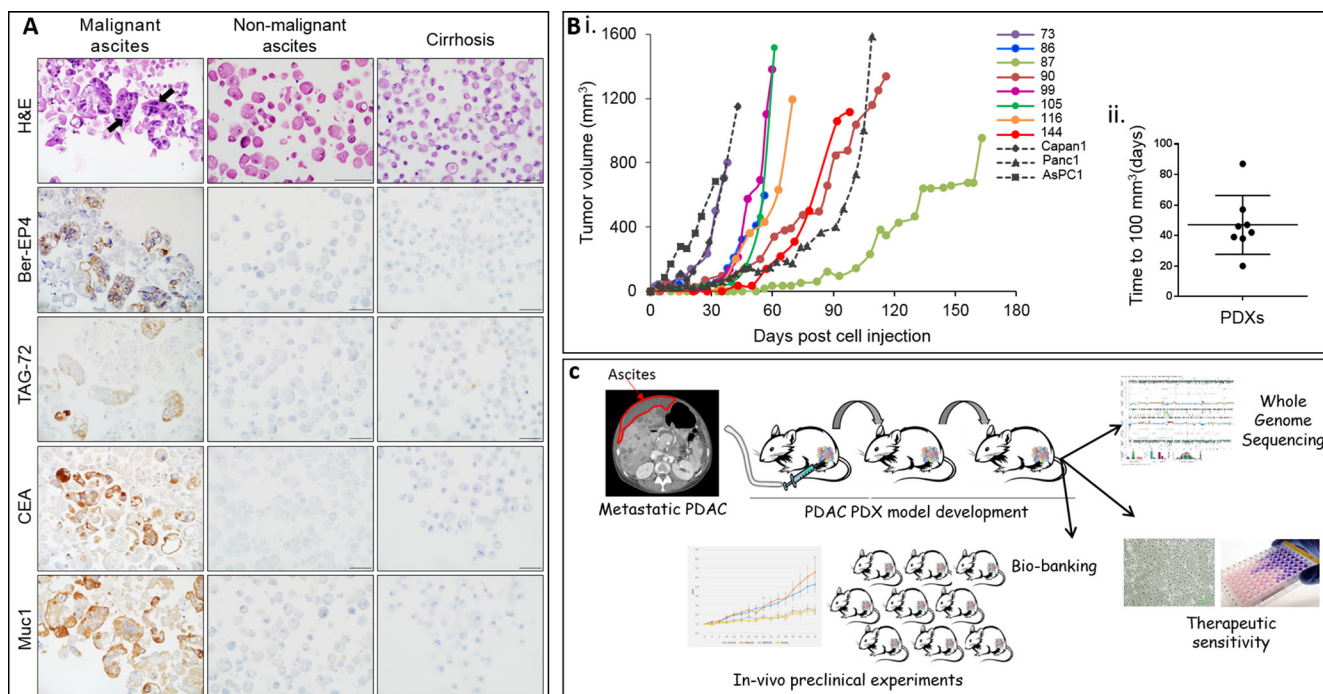 A
Malignant
ascites
Non-malignant
ascites
Cirrhosis
H&E
Ber-EP4
TAG-72
CEA
Muc1
B i.
Tumor volume (mm3)
1600
1200
800
400
0
0 30 60 90 120 150 180
Days post cell injection
73
86
87
90
99
105
116
144
Capan1
Panc1
AsPC1
ii.
Time to 100 mm3(days)
100
80
60
40
20
0
PDXs
c
Ascites
Metastatic PDAC
PDAC PDX model development
Whole
Genome
Sequencing
Bio-banking
Therapeutic
sensitivity
In-vivo preclinical experiments